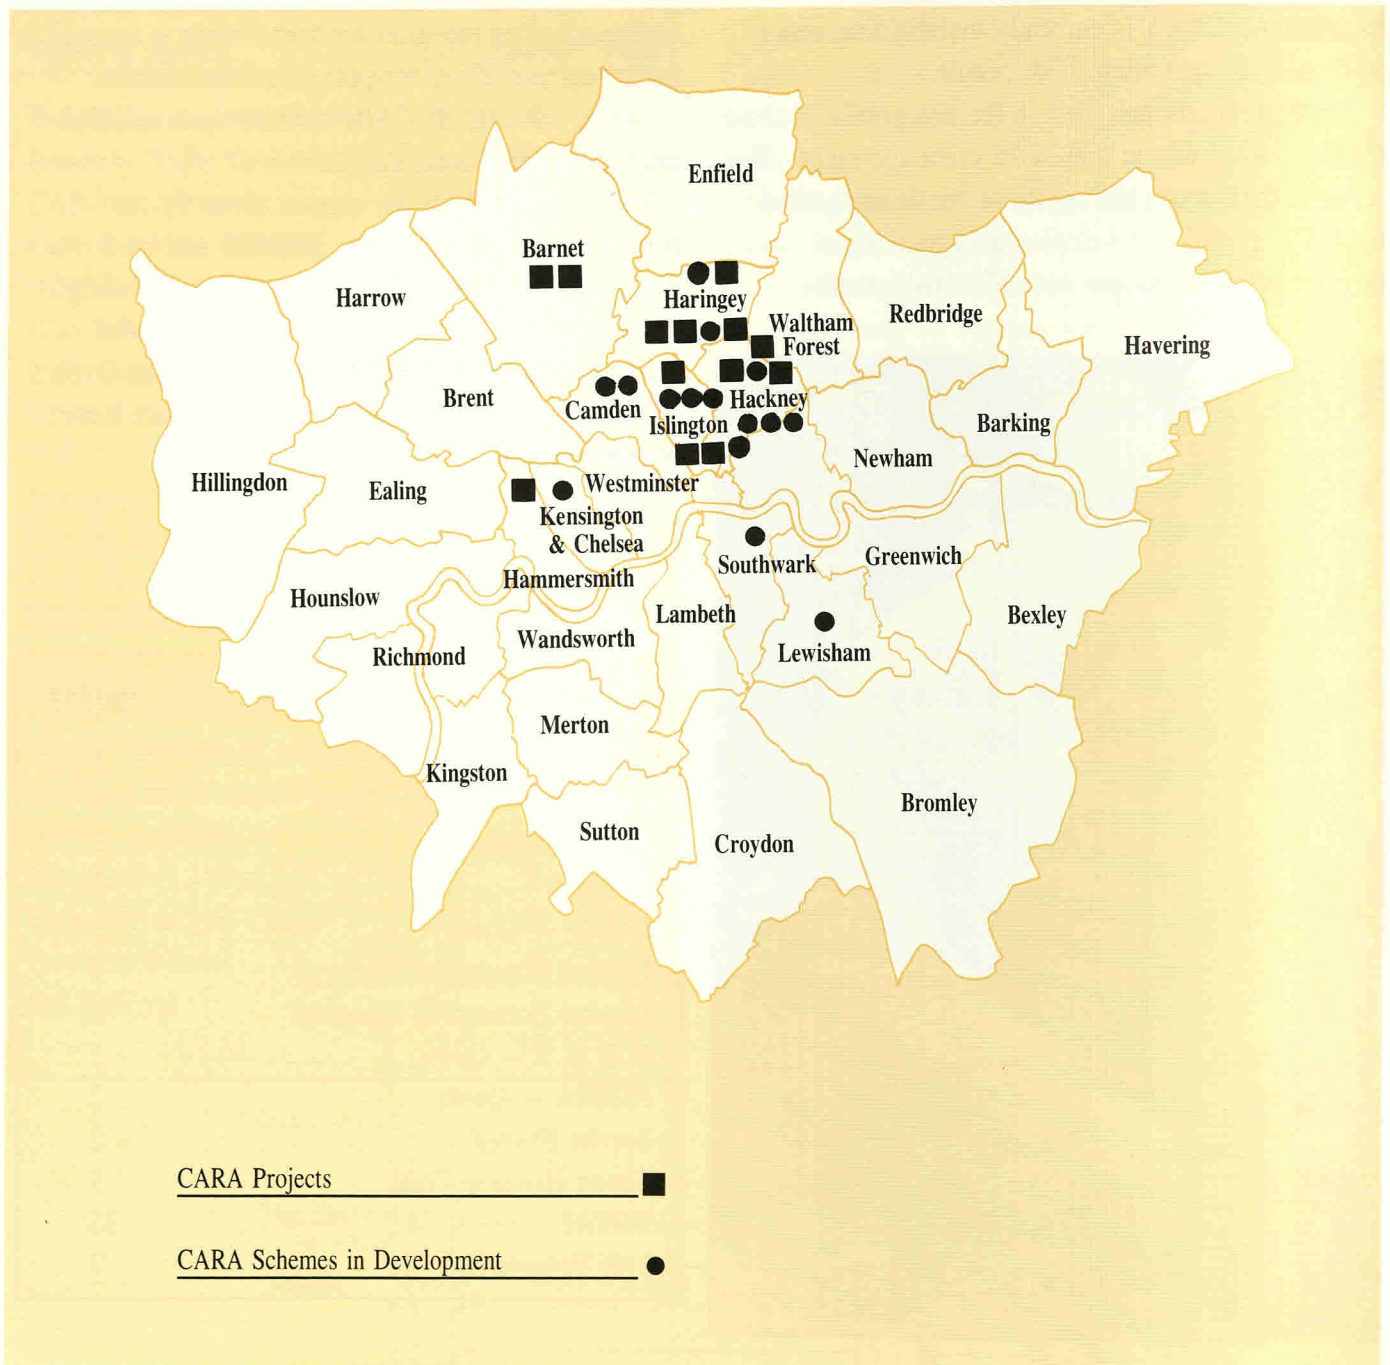 Enfield
Barnet
Harrow
Haringey
Waltham
Forest
Redbridge
Havering
Brent
Camden
Hackney
Islington
Barking
Newham
Hillingdon
Ealing
Westminster
Kensington
& Chelsea
Southwark
Greenwich
Hammersmith
Hounslow
Lambeth
Bexley
Wandsworth
Richmond
Lewisham
Merton
Kingston
Bromley
Sutton
Croydon
CARA Projects
CARA Schemes in Development